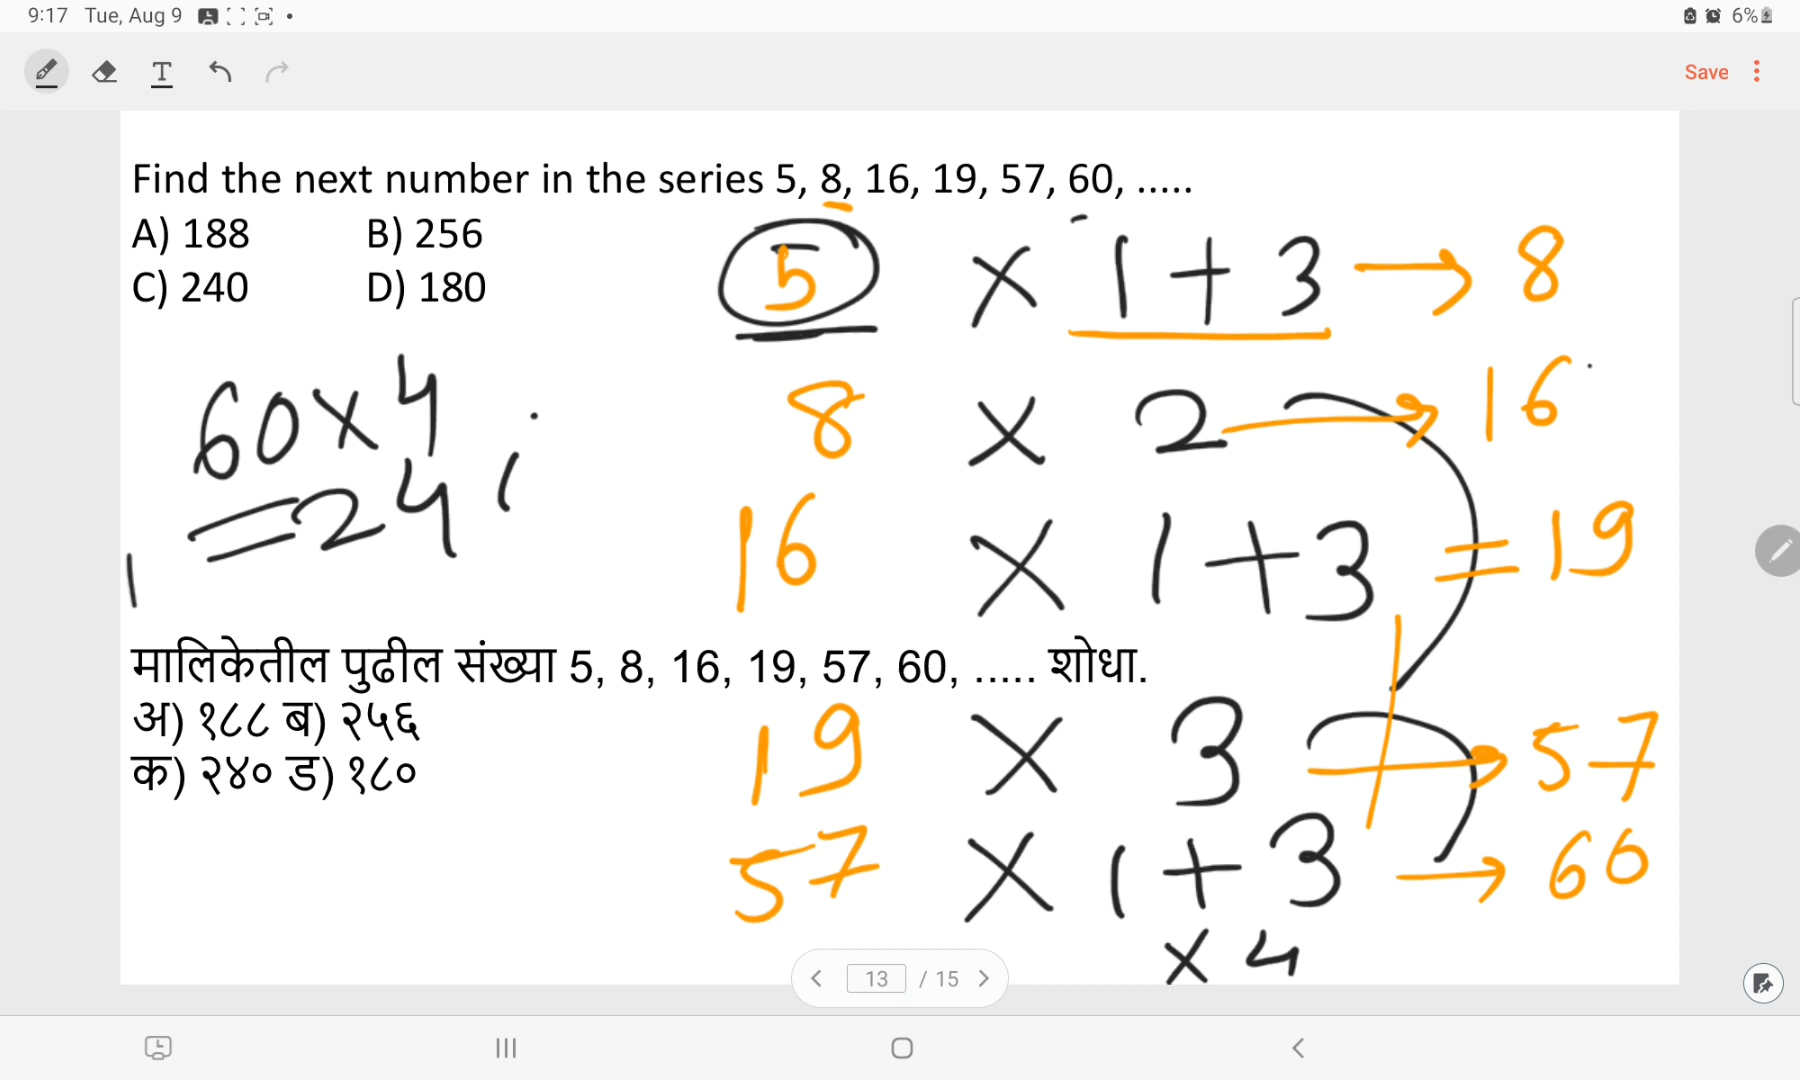 9:17 Tue, Aug 9
6%
Save
Find the next number in the series 5, 8, 16, 19, 57, 60, .....
A) 188 B) 256
C) 240 D) 180
5 × 1 + 3 → 8
8 × 2 → 16
16 × 1 + 3 = 19
60 × 4
= 24
मालिकेतील पुढील संख्या 5, 8, 16, 19, 57, 60, ..... शोधा.
अ) १८८ ब) २५६
क) २४० ड) १८०
19 × 3 → 57
57 × 1 + 3 → 60
× 4
13 / 15